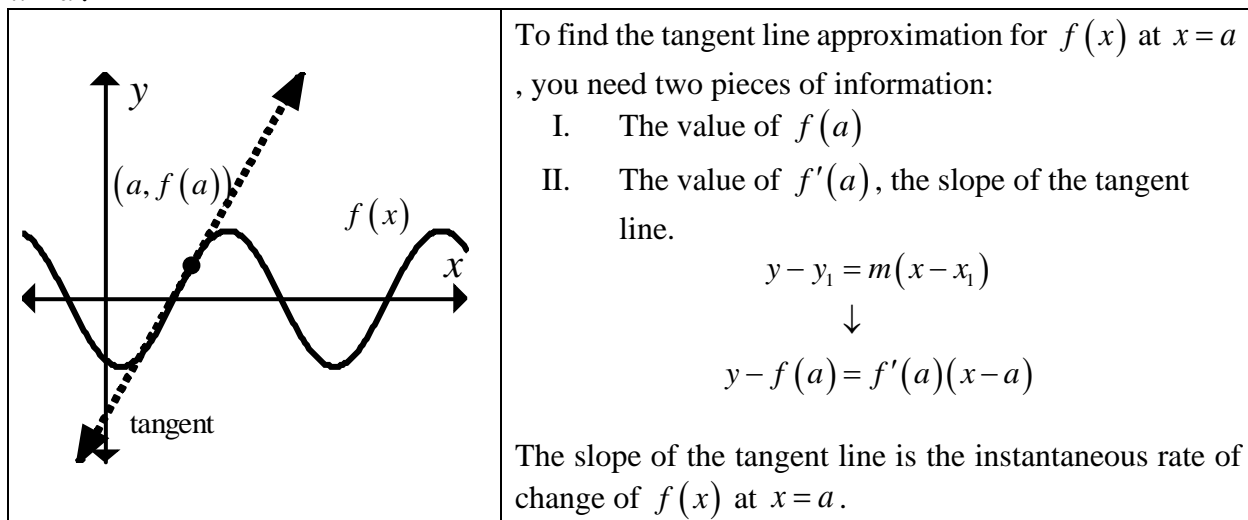 y
(a, f(a))
f(x)
x
tangent
To find the tangent line approximation for f(x) at x = a
, you need two pieces of information:
I. The value of f(a)
II. The value of f′(a), the slope of the tangent
line.
y − y₁ = m(x − x₁)
↓
y − f(a) = f′(a)(x − a)
The slope of the tangent line is the instantaneous rate of
change of f(x) at x = a.